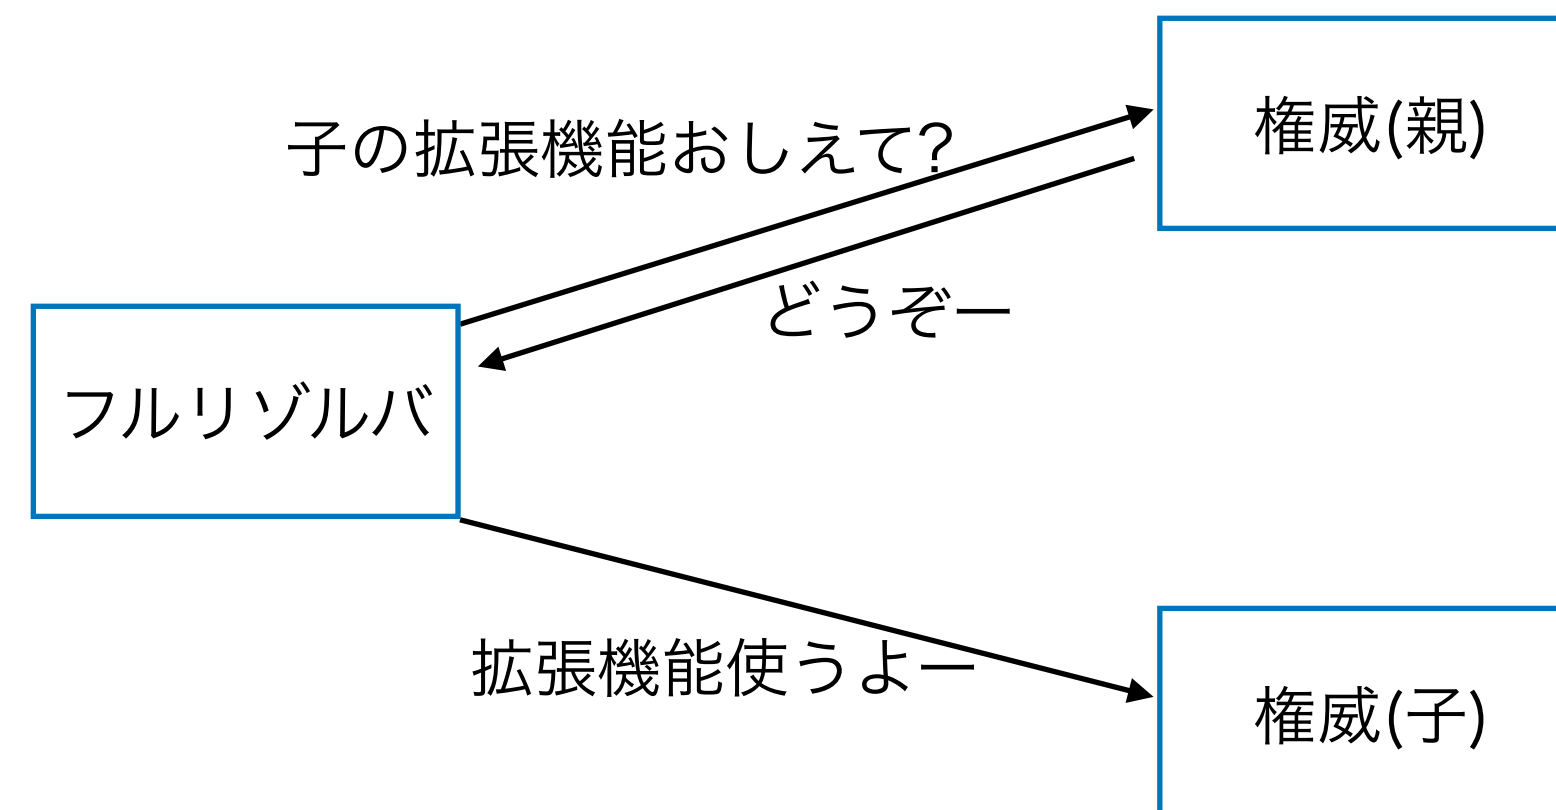 権威(親)
子の拡張機能おしえて?
どうぞー
フルリゾルバ
拡張機能使うよー
権威(子)